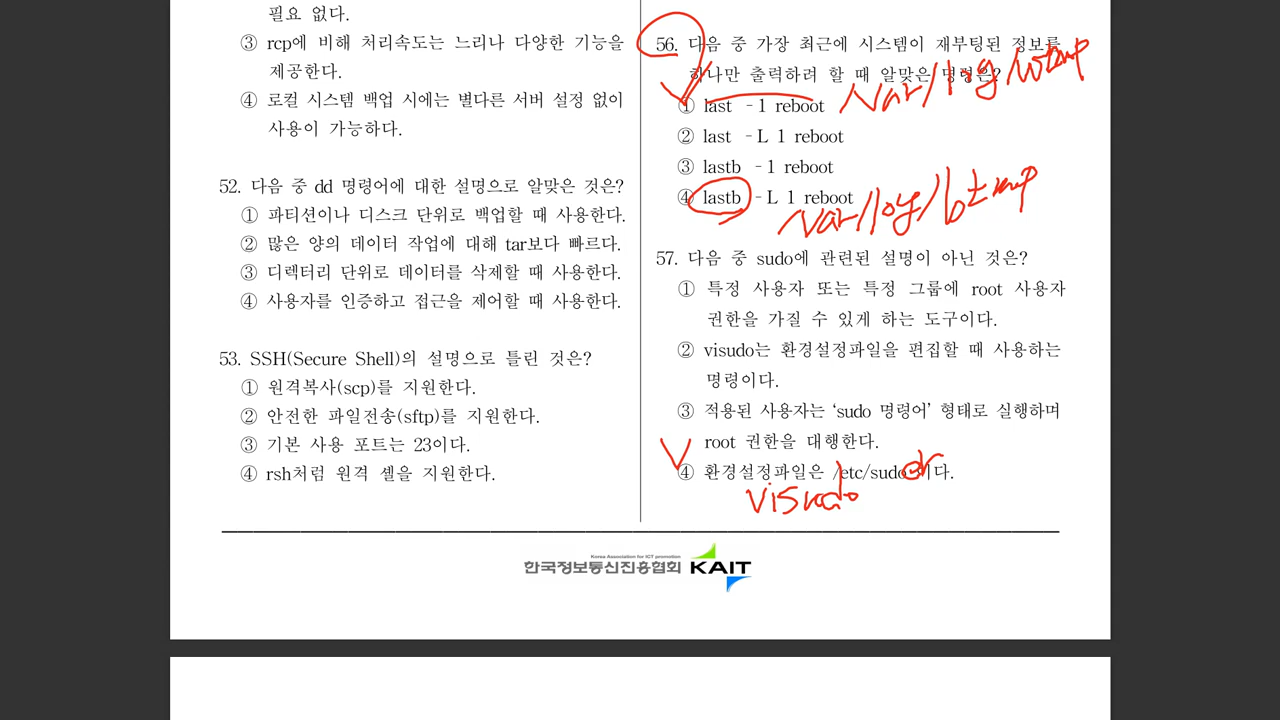 필요 없다.
③ rcp에 비해 처리속도는 느리나 다양한 기능을
제공한다.
④ 로컬 시스템 백업 시에는 별다른 서버 설정 없이
사용이 가능하다.
52. 다음 중 dd 명령어에 대한 설명으로 알맞은 것은?
① 파티션이나 디스크 단위로 백업할 때 사용한다.
② 많은 양의 데이터 작업에 대해 tar보다 빠르다.
③ 디렉터리 단위로 데이터를 삭제할 때 사용한다.
④ 사용자를 인증하고 접근을 제어할 때 사용한다.
53. SSH(Secure Shell)의 설명으로 틀린 것은?
① 원격복사(scp)를 지원한다.
② 안전한 파일전송(sftp)를 지원한다.
③ 기본 사용 포트는 23이다.
④ rsh처럼 원격 셸을 지원한다.
56. 다음 중 가장 최근에 시스템이 재부팅된 정보를
하나만 출력하려 할 때 알맞은 명령은?
① last -1 reboot
/var/log/wtmp
② last -L 1 reboot
③ lastb -1 reboot
④ lastb -L 1 reboot
/var/log/btmp
57. 다음 중 sudo에 관련된 설명이 아닌 것은?
① 특정 사용자 또는 특정 그룹에 root 사용자
권한을 가질 수 있게 하는 도구이다.
② visudo는 환경설정파일을 편집할 때 사용하는
명령이다.
③ 적용된 사용자는 ‘sudo 명령어’ 형태로 실행하며
root 권한을 대행한다.
④ 환경설정파일은 /etc/sudo이다.
visudo
Korea Association for ICT promotion
한국정보통신진흥협회 KAIT